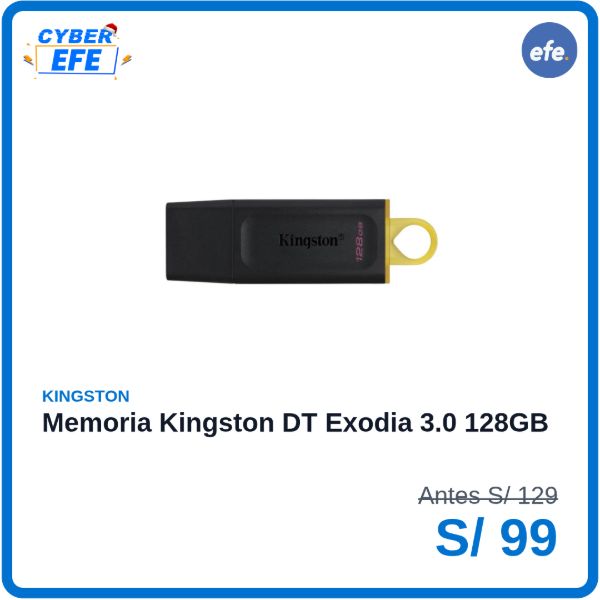 CYBER
EFE
efe.
Kingston®
128GB
KINGSTON
Memoria Kingston DT Exodia 3.0 128GB
Antes S/ 129
S/ 99